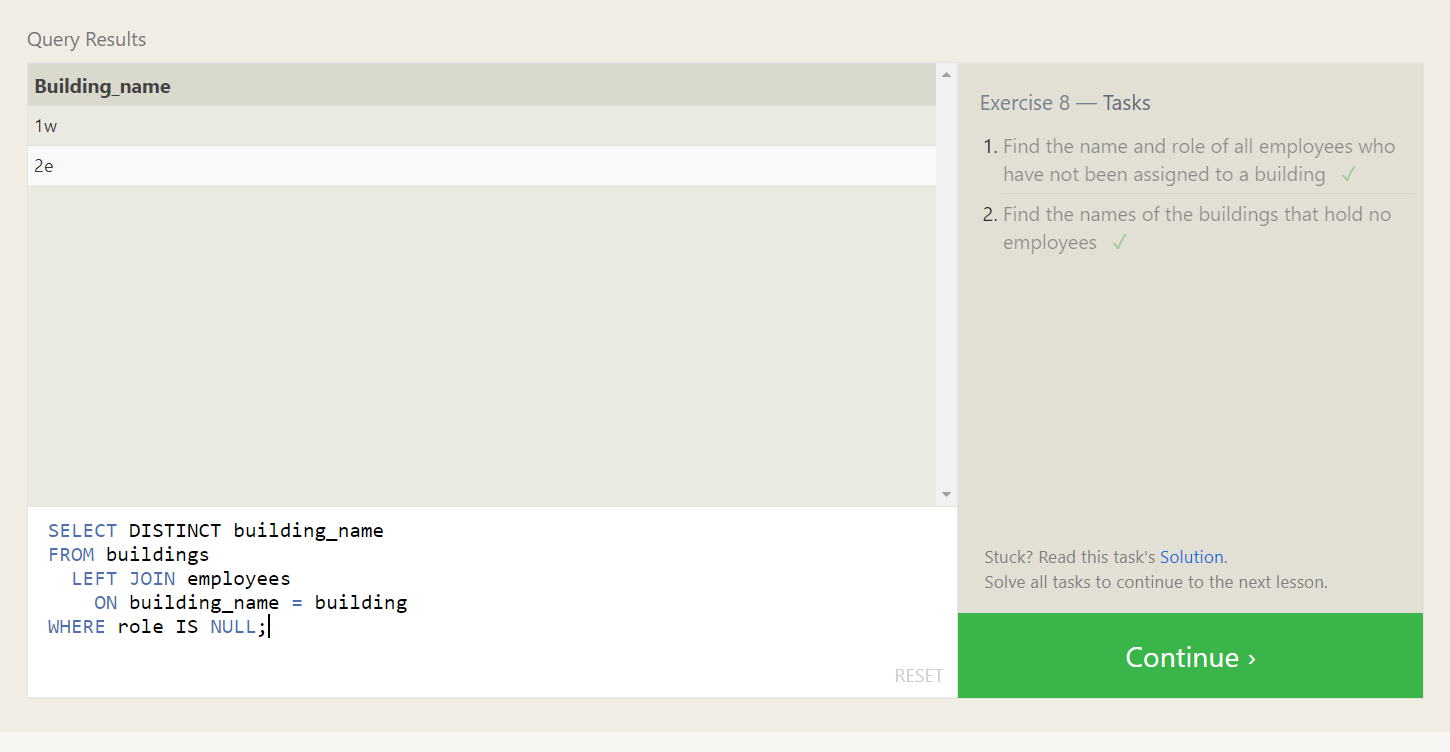 Query Results
Building_name
1w
2e
SELECT DISTINCT building_name
FROM buildings
  LEFT JOIN employees
    ON building_name = building
WHERE role IS NULL;
RESET
Exercise 8 — Tasks
1. Find the name and role of all employees who
have not been assigned to a building ✓
2. Find the names of the buildings that hold no
employees ✓
Stuck? Read this task's Solution.
Solve all tasks to continue to the next lesson.
Continue ›